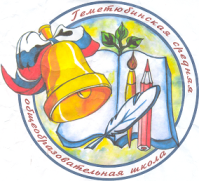 Геметюбинская средняя
общеобразовательная школа